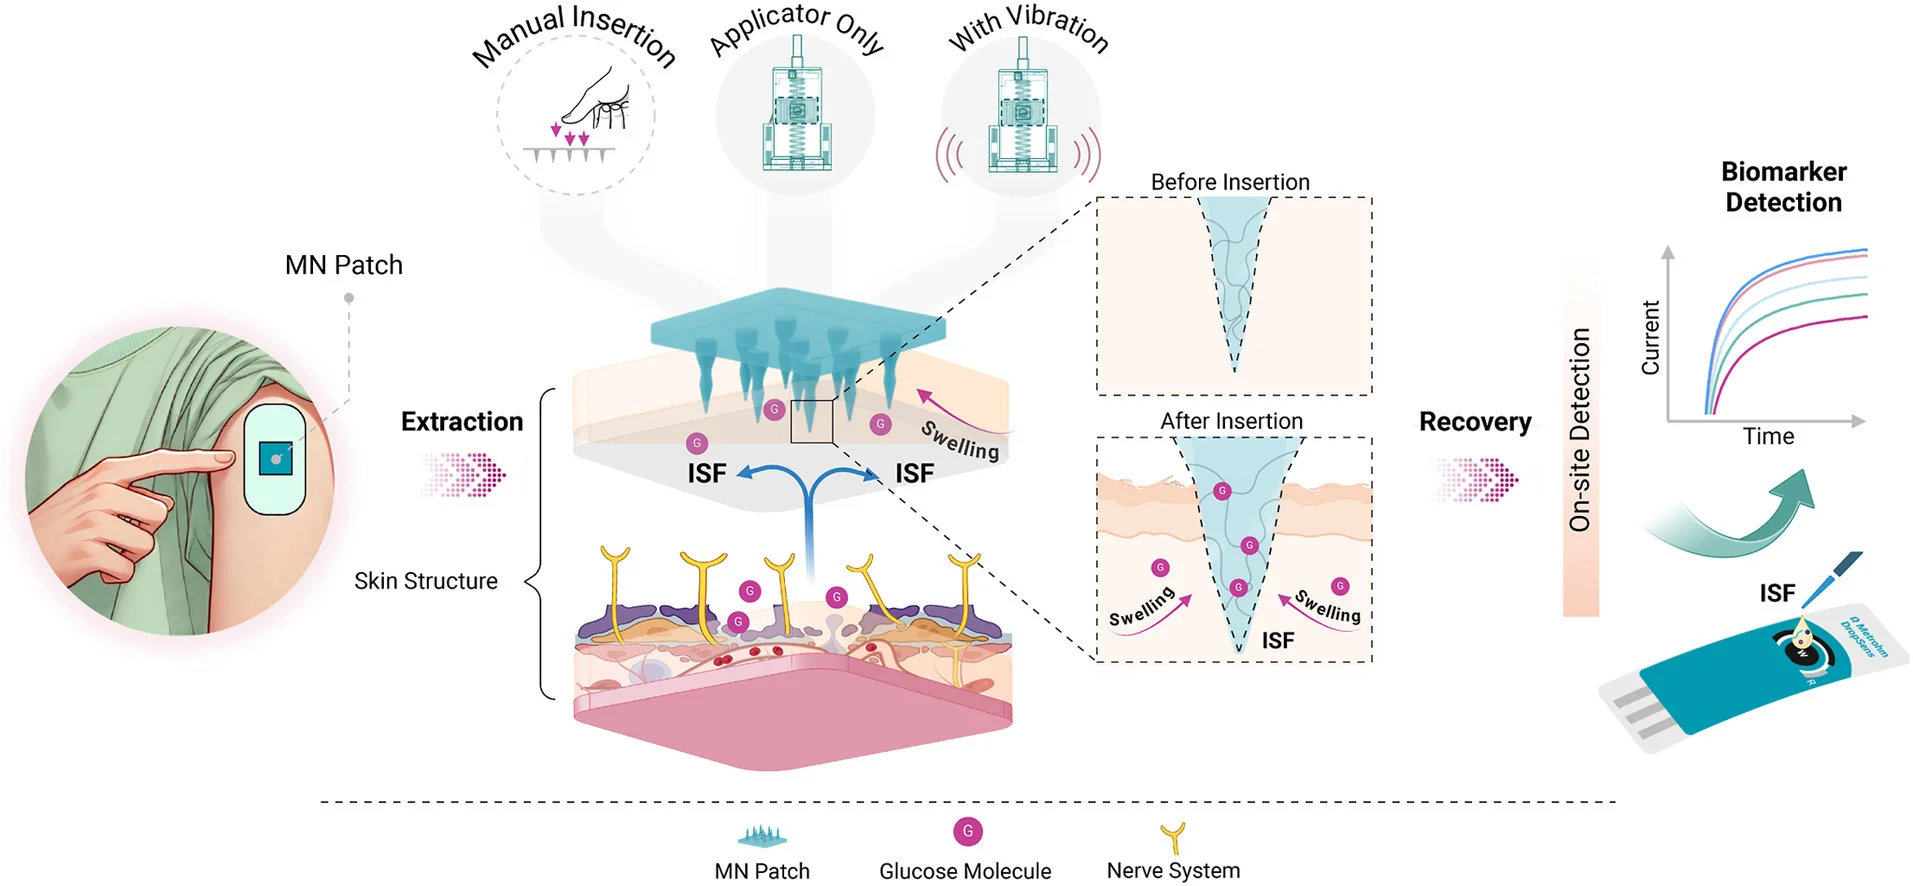 Manual Insertion
Applicator Only
With Vibration
MN Patch
Extraction
Skin Structure
G
G
G
Swelling
ISF
ISF
G
G
G
Before Insertion
After Insertion
G
G
G
G
G
Swelling
Swelling
ISF
Recovery
On-site Detection
Biomarker
Detection
Current
Time
ISF
Ω Metrohm
DropSens
W
R
MN Patch
G
Glucose Molecule
Nerve System